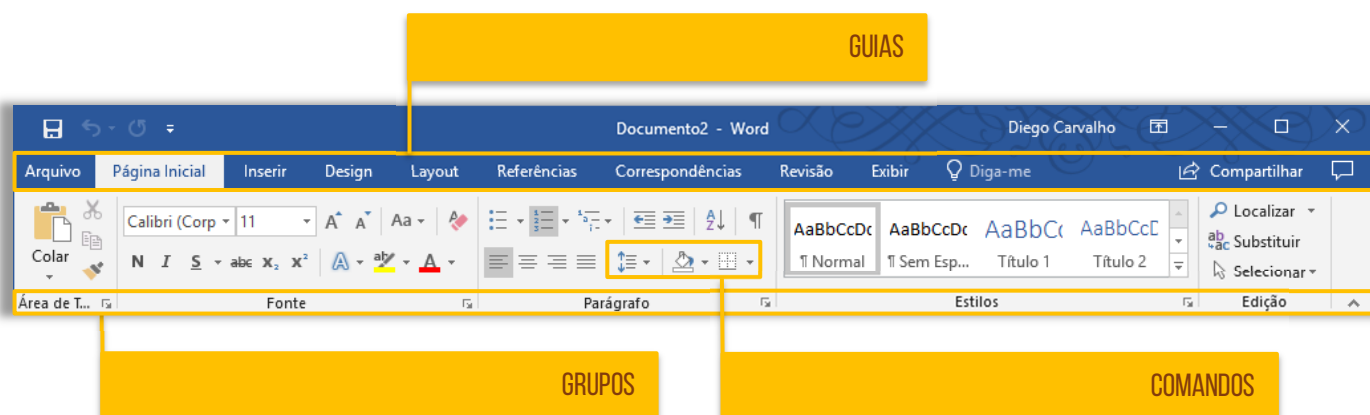 GUIAS
Documento2 - Word Diego Carvalho
Arquivo Página Inicial Inserir Design Layout Referências Correspondências Revisão Exibir Diga-me Compartilhar
Calibri (Corp 11 A A Aa
Colar
N I S abc X₂ X² A ab A
AaBbCcDc AaBbCcDc AaBbC AaBbCcD
¶ Normal ¶ Sem Esp... Título 1 Título 2
Localizar
Substituir
Selecionar
Área de T... Fonte Parágrafo Estilos Edição
GRUPOS COMANDOS